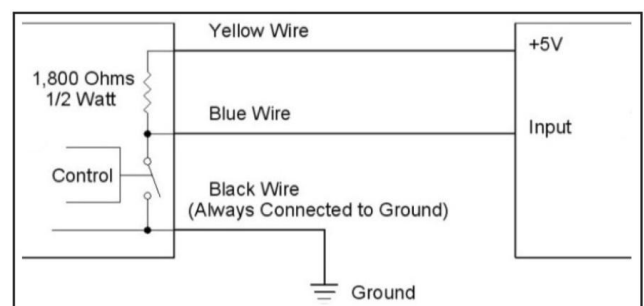 Yellow Wire
+5V
1,800 Ohms
1/2 Watt
Blue Wire
Input
Control
Black Wire
(Always Connected to Ground)
Ground